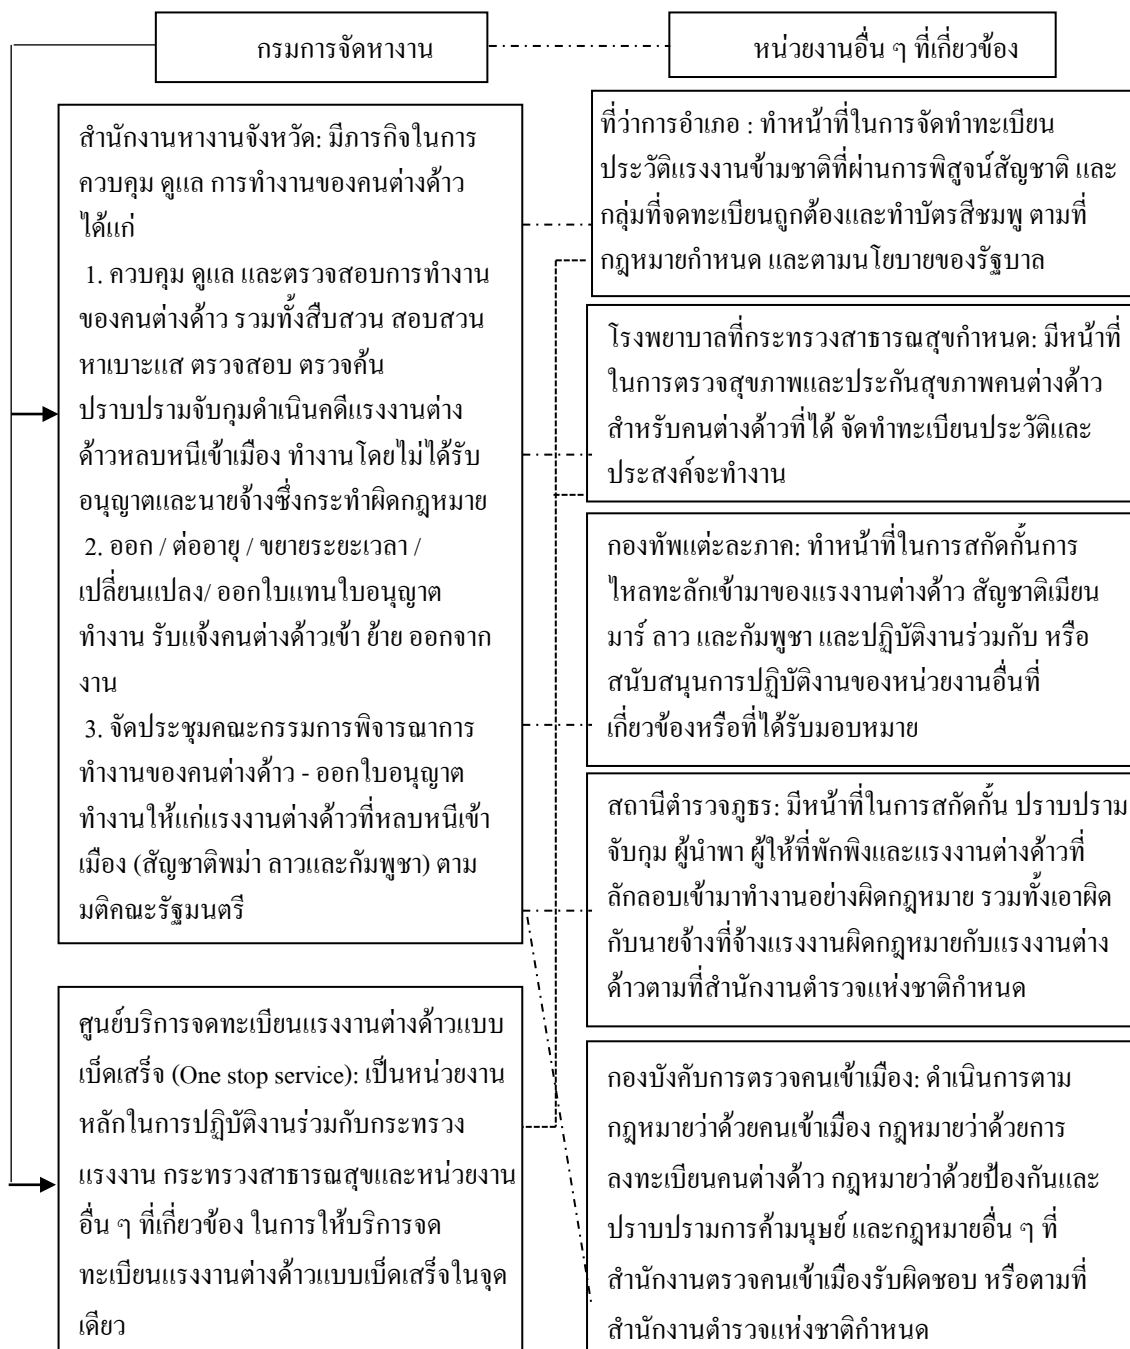 กรมการจัดหางาน
หน่วยงานอื่น ๆ ที่เกี่ยวข้อง
สำนักงานหางานจังหวัด: มีภารกิจในการ
ควบคุม ดูแล การทำงานของคนต่างด้าว
ได้แก่
1. ควบคุม ดูแล และตรวจสอบการทำงาน
ของคนต่างด้าว รวมทั้งสืบสวน สอบสวน
หาเบาะแส ตรวจสอบ ตรวจค้น
ปราบปรามจับกุมดำเนินคดีแรงงานต่าง
ด้าวหลบหนีเข้าเมือง ทำงานโดยไม่ได้รับ
อนุญาตและนายจ้างซึ่งกระทำผิดกฎหมาย
2. ออก / ต่ออายุ / ขยายระยะเวลา /
เปลี่ยนแปลง/ ออกใบแทนใบอนุญาต
ทำงาน รับแจ้งคนต่างด้าวเข้า ย้าย ออกจาก
งาน
3. จัดประชุมคณะกรรมการพิจารณาการ
ทำงานของคนต่างด้าว - ออกใบอนุญาต
ทำงานให้แก่แรงงานต่างด้าวที่หลบหนีเข้า
เมือง (สัญชาติพม่า ลาวและกัมพูชา) ตาม
มติคณะรัฐมนตรี
ศูนย์บริการจดทะเบียนแรงงานต่างด้าวแบบ
เบ็ดเสร็จ (One stop service): เป็นหน่วยงาน
หลักในการปฏิบัติงานร่วมกับกระทรวง
แรงงาน กระทรวงสาธารณสุขและหน่วยงาน
อื่น ๆ ที่เกี่ยวข้อง ในการให้บริการจด
ทะเบียนแรงงานต่างด้าวแบบเบ็ดเสร็จในจุด
เดียว
ที่ว่าการอำเภอ : ทำหน้าที่ในการจัดทำทะเบียน
ประวัติแรงงานข้ามชาติที่ผ่านการพิสูจน์สัญชาติ และ
กลุ่มที่จดทะเบียนถูกต้องและทำบัตรสีชมพู ตามที่
กฎหมายกำหนด และตามนโยบายของรัฐบาล
โรงพยาบาลที่กระทรวงสาธารณสุขกำหนด: มีหน้าที่
ในการตรวจสุขภาพและประกันสุขภาพคนต่างด้าว
สำหรับคนต่างด้าวที่ได้ จัดทำทะเบียนประวัติและ
ประสงค์จะทำงาน
กองทัพแต่ะละภาค: ทำหน้าที่ในการสกัดกั้นการ
ไหลทะลักเข้ามาของแรงงานต่างด้าว สัญชาติเมียน
มาร์ ลาว และกัมพูชา และปฏิบัติงานร่วมกับ หรือ
สนับสนุนการปฏิบัติงานของหน่วยงานอื่นที่
เกี่ยวข้องหรือที่ได้รับมอบหมาย
สถานีตำรวจภูธร: มีหน้าที่ในการสกัดกั้น ปราบปราม
จับกุม ผู้นำพา ผู้ให้ที่พักพิงและแรงงานต่างด้าวที่
ลักลอบเข้ามาทำงานอย่างผิดกฎหมาย รวมทั้งเอาผิด
กับนายจ้างที่จ้างแรงงานผิดกฎหมายกับแรงงานต่าง
ด้าวตามที่สำนักงานตำรวจแห่งชาติกำหนด
กองบังคับการตรวจคนเข้าเมือง: ดำเนินการตาม
กฎหมายว่าด้วยคนเข้าเมือง กฎหมายว่าด้วยการ
ลงทะเบียนคนต่างด้าว กฎหมายว่าด้วยป้องกันและ
ปราบปรามการค้ามนุษย์ และกฎหมายอื่น ๆ ที่
สำนักงานตรวจคนเข้าเมืองรับผิดชอบ หรือตามที่
สำนักงานตำรวจแห่งชาติกำหนด